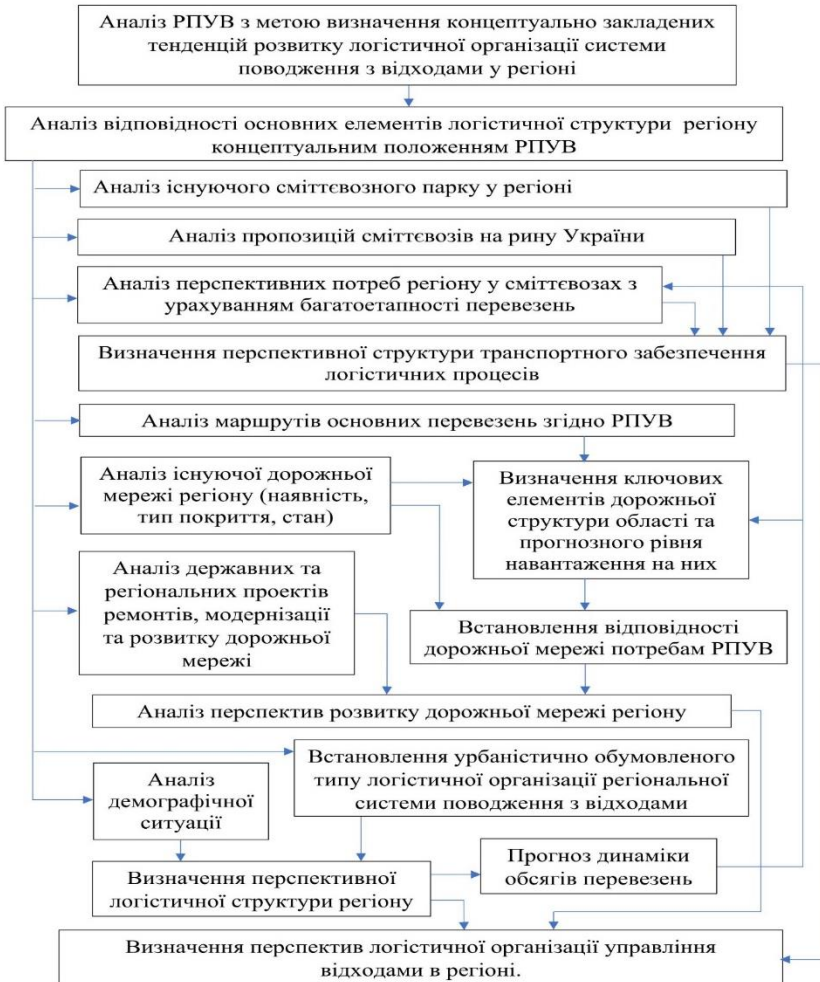 Аналіз РПУВ з метою визначення концептуально закладених
тенденцій розвитку логістичної організації системи
поводження з відходами у регіоні
Аналіз відповідності основних елементів логістичної структури регіону
концептуальним положенням РПУВ
Аналіз існуючого сміттєвозного парку у регіоні
Аналіз пропозицій сміттєвозів на рину України
Аналіз перспективних потреб регіону у сміттєвозах з
урахуванням багатоетапності перевезень
Визначення перспективної структури транспортного забезпечення
логістичних процесів
Аналіз маршрутів основних перевезень згідно РПУВ
Аналіз існуючої дорожньої
мережі регіону (наявність,
тип покриття, стан)
Визначення ключових
елементів дорожньої
структури області та
прогнозного рівня
навантаження на них
Аналіз державних та
регіональних проектів
ремонтів, модернізації
та розвитку дорожньої
мережі
Встановлення відповідності
дорожньої мережі потребам РПУВ
Аналіз перспектив розвитку дорожньої мережі регіону
Встановлення урбаністично обумовленого
типу логістичної організації регіональної
системи поводження з відходами
Аналіз
демографічної
ситуації
Визначення перспективної
логістичної структури регіону
Прогноз динаміки
обсягів перевезень
Визначення перспектив логістичної організації управління
відходами в регіоні.